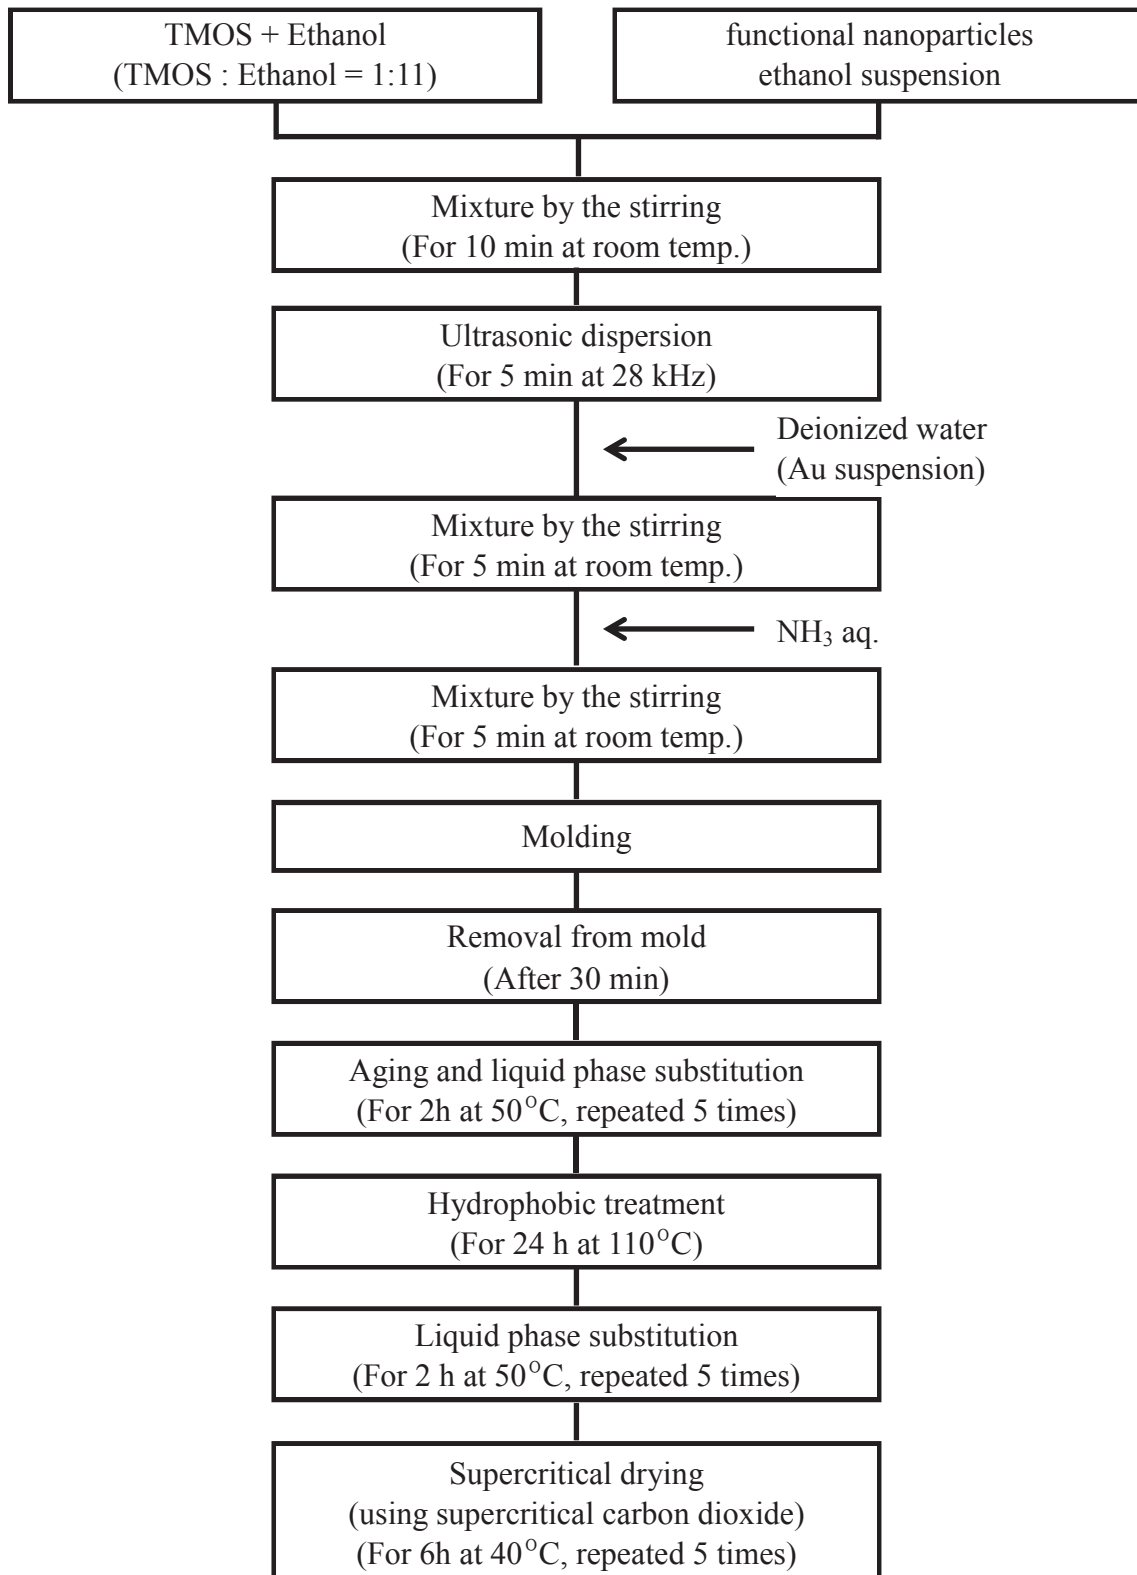 TMOS + Ethanol
(TMOS : Ethanol = 1:11)
functional nanoparticles
ethanol suspension
Mixture by the stirring
(For 10 min at room temp.)
Ultrasonic dispersion
(For 5 min at 28 kHz)
Deionized water
(Au suspension)
Mixture by the stirring
(For 5 min at room temp.)
NH₃ aq.
Mixture by the stirring
(For 5 min at room temp.)
Molding
Removal from mold
(After 30 min)
Aging and liquid phase substitution
(For 2h at 50°C, repeated 5 times)
Hydrophobic treatment
(For 24 h at 110°C)
Liquid phase substitution
(For 2 h at 50°C, repeated 5 times)
Supercritical drying
(using supercritical carbon dioxide)
(For 6h at 40°C, repeated 5 times)